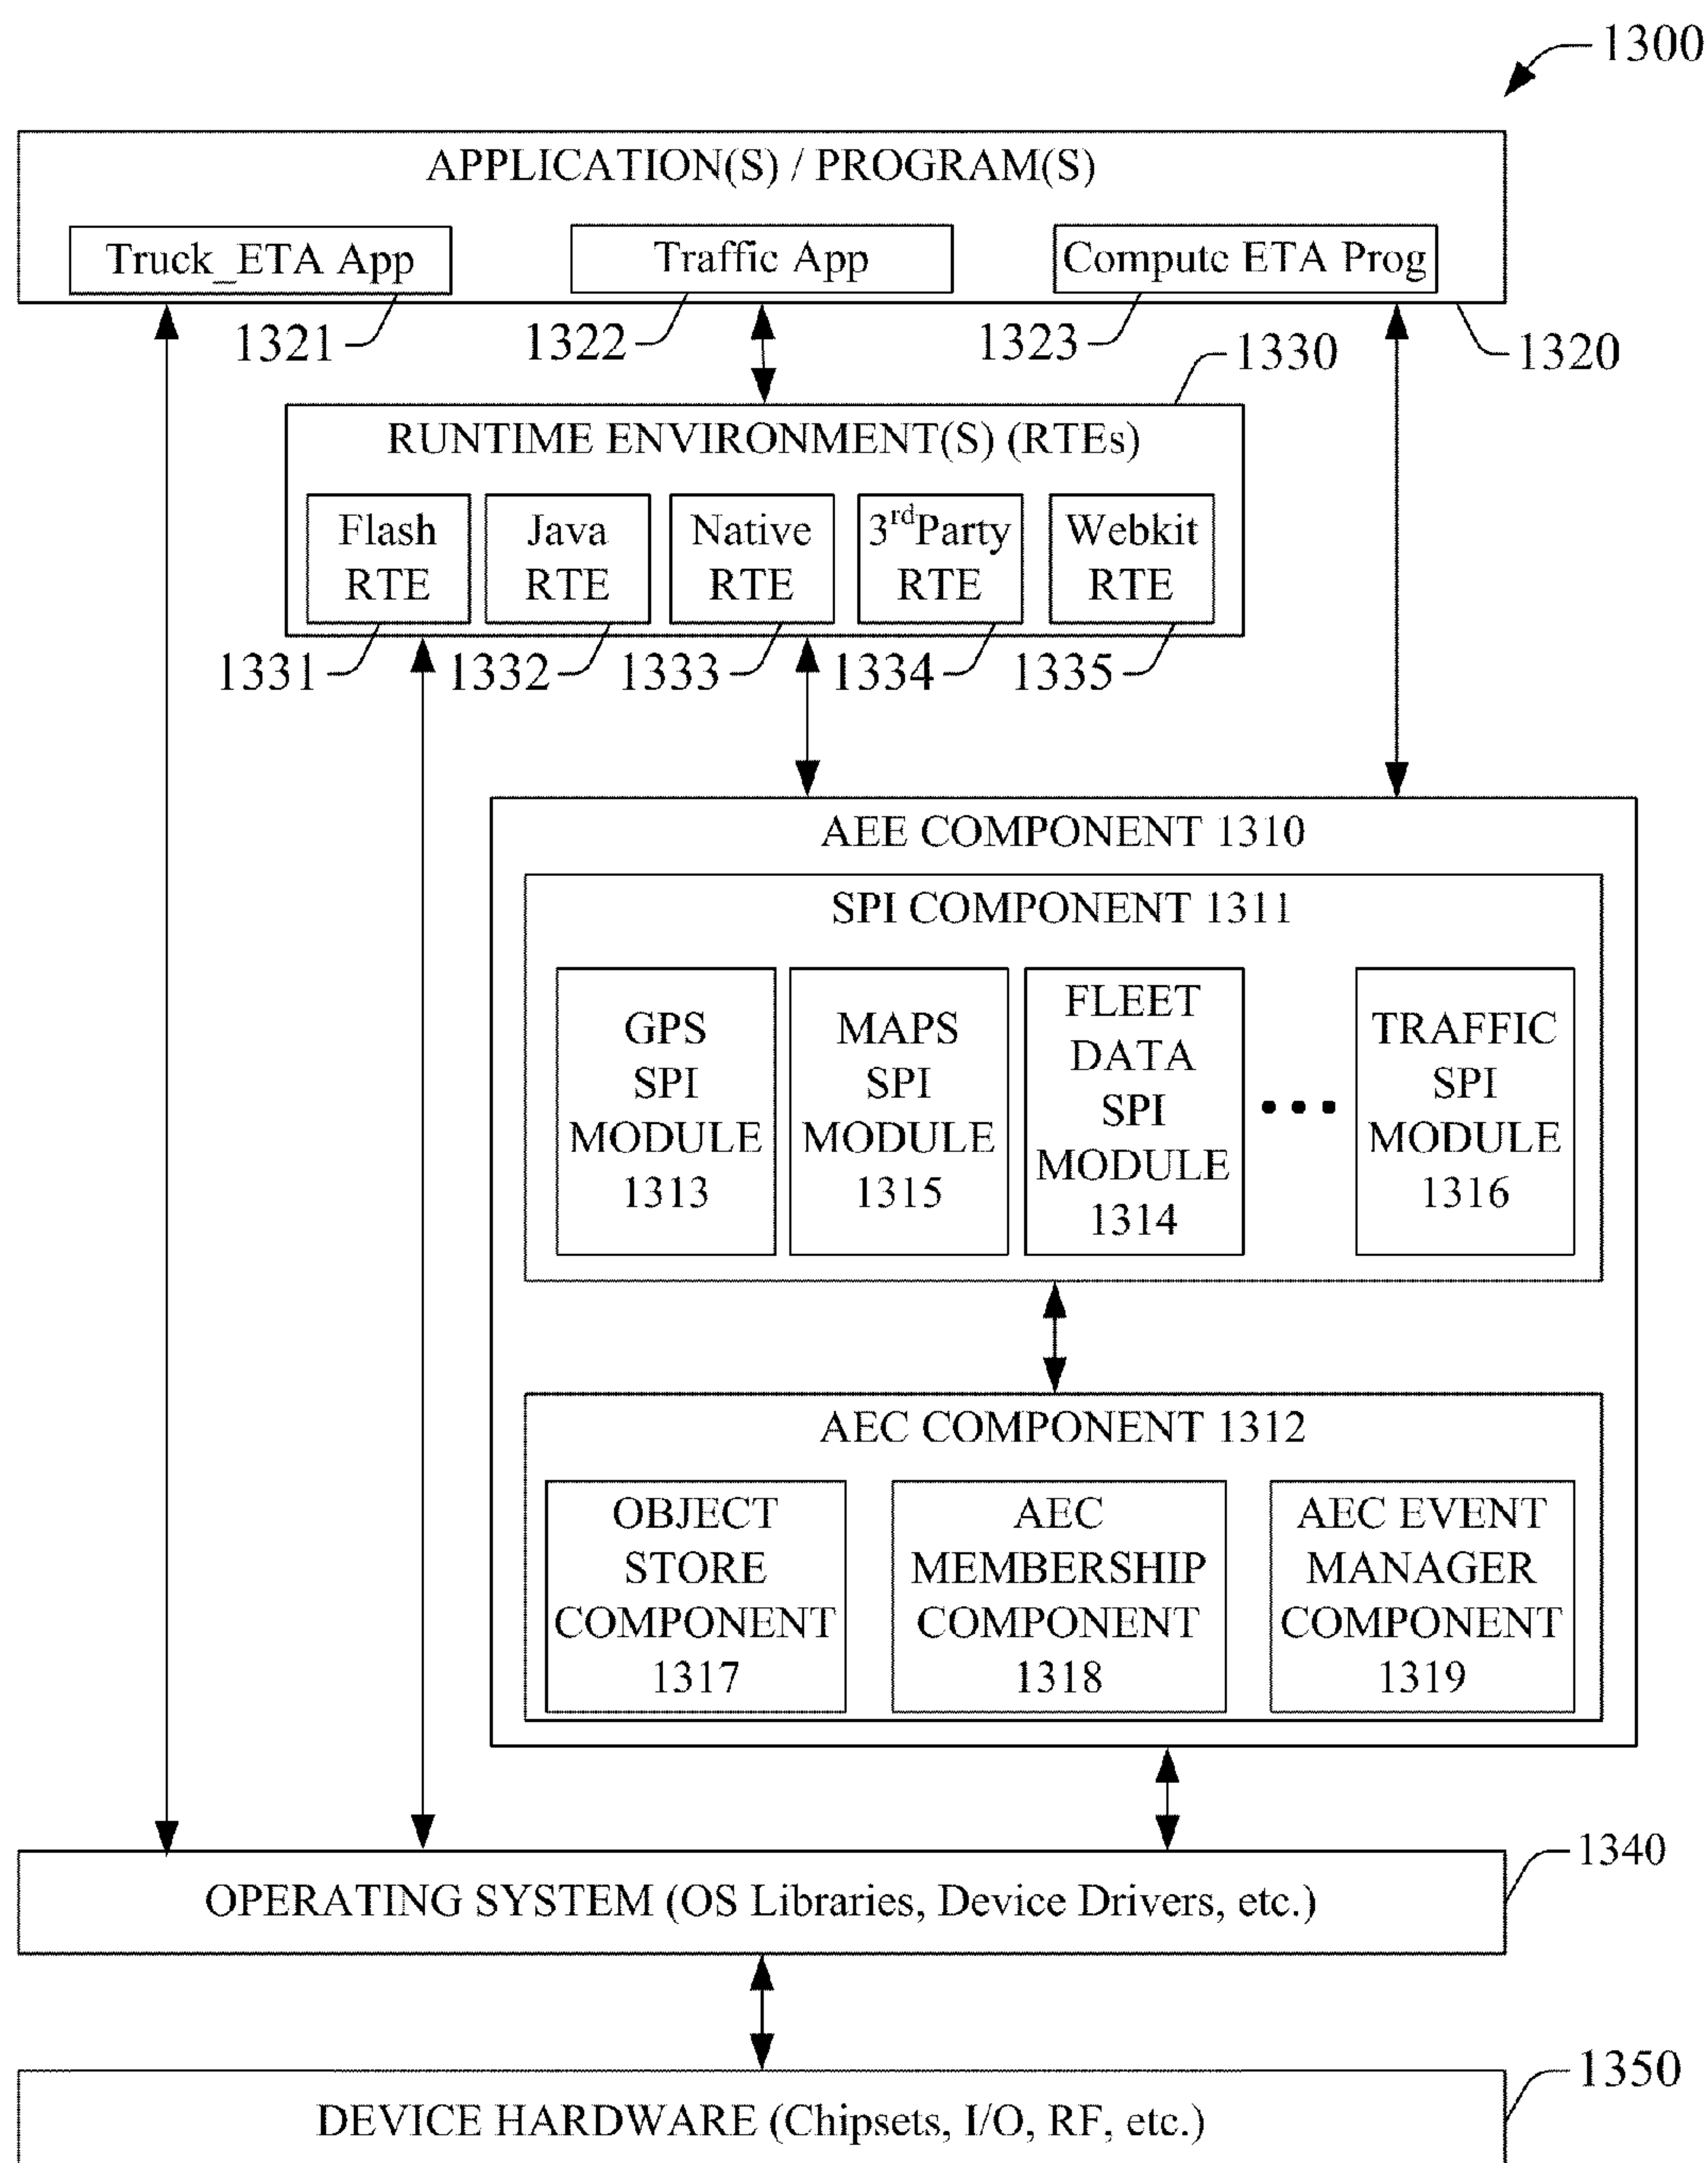 1300
APPLICATION(S) / PROGRAM(S)
Truck_ETA App
Traffic App
Compute ETA Prog
1321
1322
1323
1320
1330
RUNTIME ENVIRONMENT(S) (RTEs)
Flash
RTE
Java
RTE
Native
RTE
3rdParty
RTE
Webkit
RTE
1331
1332
1333
1334
1335
AEE COMPONENT 1310
SPI COMPONENT 1311
GPS
SPI
MODULE
1313
MAPS
SPI
MODULE
1315
FLEET
DATA
SPI
MODULE
1314
TRAFFIC
SPI
MODULE
1316
AEC COMPONENT 1312
OBJECT
STORE
COMPONENT
1317
AEC
MEMBERSHIP
COMPONENT
1318
AEC EVENT
MANAGER
COMPONENT
1319
1340
OPERATING SYSTEM (OS Libraries, Device Drivers, etc.)
1350
DEVICE HARDWARE (Chipsets, I/O, RF, etc.)